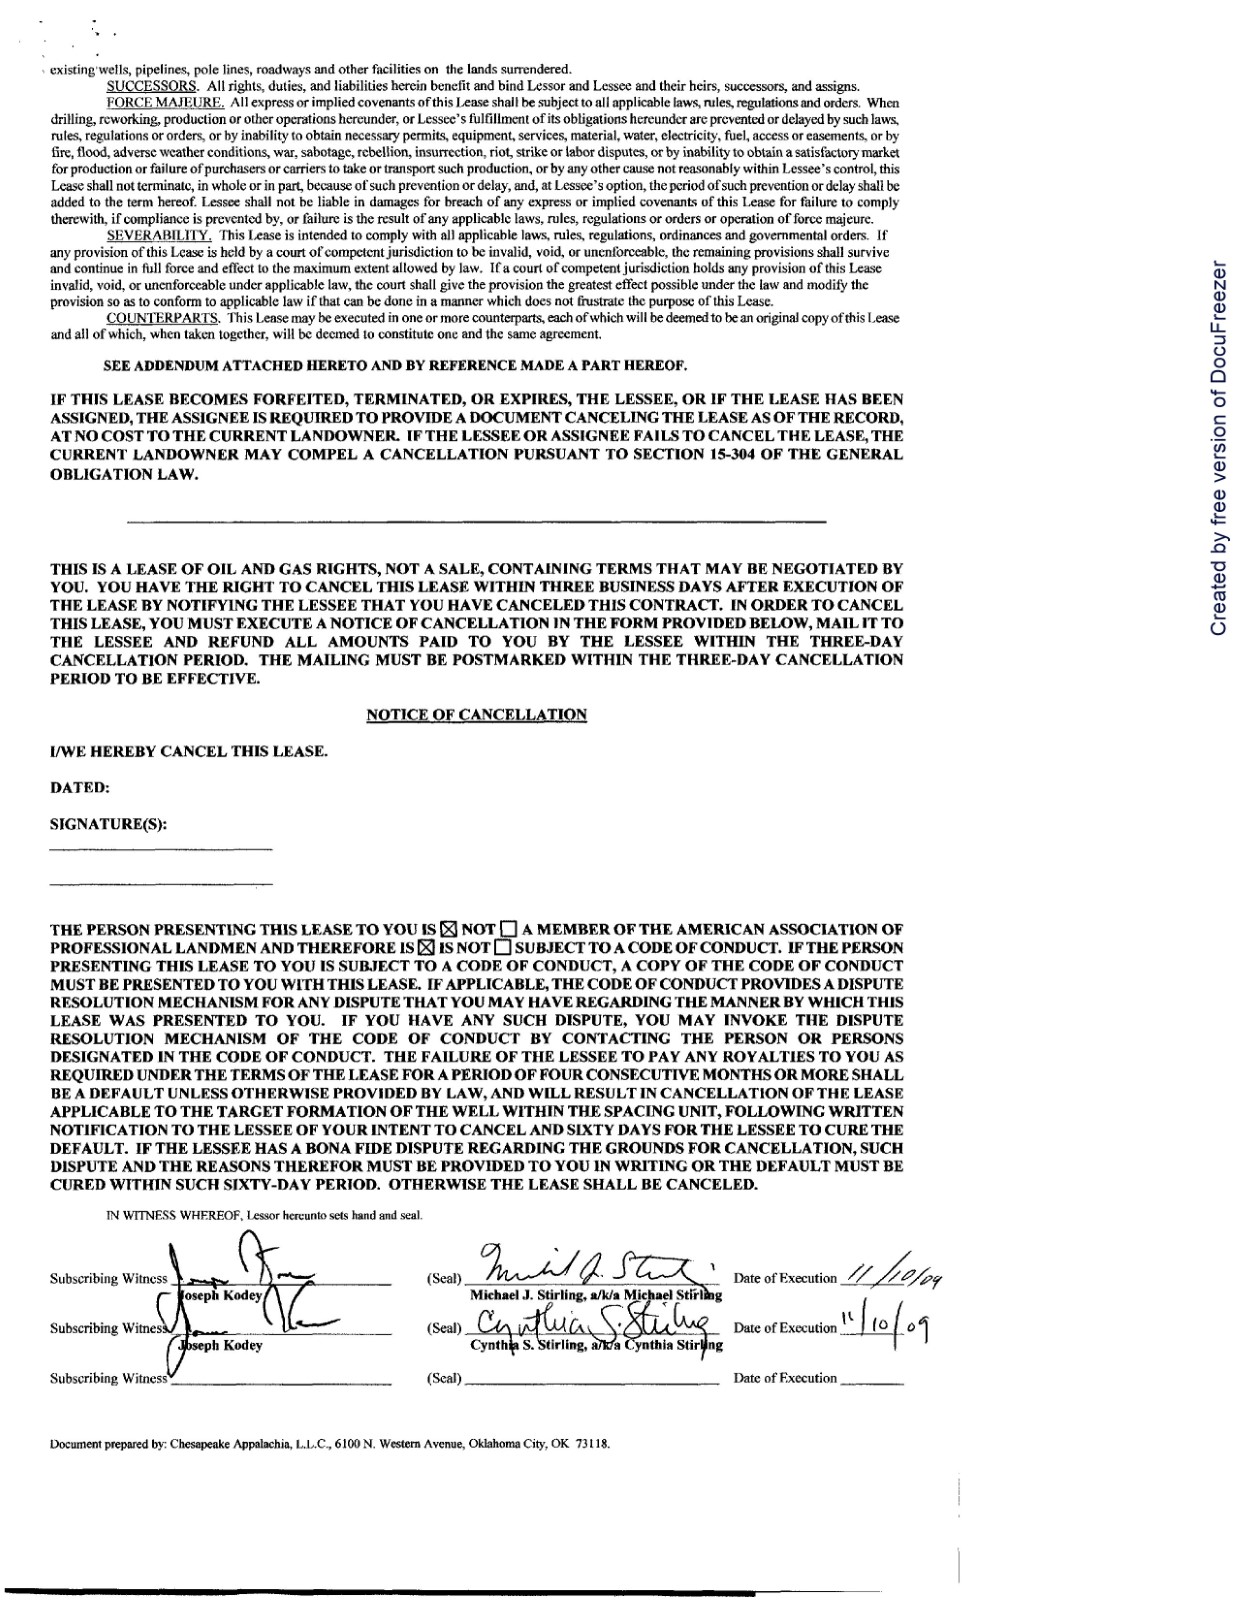 existing wells, pipelines, pole lines, roadways and other facilities on the lands surrendered.
SUCCESSORS. All rights, duties, and liabilities herein benefit and bind Lessor and Lessee and their heirs, successors, and assigns.
FORCE MAJEURE. All express or implied covenants of this Lease shall be subject to all applicable laws, rules, regulations and orders. When
drilling, reworking, production or other operations hereunder, or Lessee's fulfillment of its obligations hereunder are prevented or delayed by such laws,
rules, regulations or orders, or by inability to obtain necessary permits, equipment, services, material, water, electricity, fuel, access or easements, or by
fire, flood, adverse weather conditions, war, sabotage, rebellion, insurrection, riot, strike or labor disputes, or by inability to obtain a satisfactory market
for production or failure of purchasers or carriers to take or transport such production, or by any other cause not reasonably within Lessee's control, this
Lease shall not terminate, in whole or in part, because of such prevention or delay, and, at Lessee's option, the period of such prevention or delay shall be
added to the term hereof. Lessee shall not be liable in damages for breach of any express or implied covenants of this Lease for failure to comply
therewith, if compliance is prevented by, or failure is the result of any applicable laws, rules, regulations or orders or operation of force majeure.
SEVERABILITY. This Lease is intended to comply with all applicable laws, rules, regulations, ordinances and governmental orders. If
any provision of this Lease is held by a court of competent jurisdiction to be invalid, void, or unenforceable, the remaining provisions shall survive
and continue in full force and effect to the maximum extent allowed by law. If a court of competent jurisdiction holds any provision of this Lease
invalid, void, or unenforceable under applicable law, the court shall give the provision the greatest effect possible under the law and modify the
provision so as to conform to applicable law if that can be done in a manner which does not frustrate the purpose of this Lease.
COUNTERPARTS. This Lease may be executed in one or more counterparts, each of which will be deemed to be an original copy of this Lease
and all of which, when taken together, will be deemed to constitute one and the same agreement.
SEE ADDENDUM ATTACHED HERETO AND BY REFERENCE MADE A PART HEREOF.
IF THIS LEASE BECOMES FORFEITED, TERMINATED, OR EXPIRES, THE LESSEE, OR IF THE LEASE HAS BEEN
ASSIGNED, THE ASSIGNEE IS REQUIRED TO PROVIDE A DOCUMENT CANCELING THE LEASE AS OF THE RECORD,
AT NO COST TO THE CURRENT LANDOWNER. IF THE LESSEE OR ASSIGNEE FAILS TO CANCEL THE LEASE, THE
CURRENT LANDOWNER MAY COMPEL A CANCELLATION PURSUANT TO SECTION 15-304 OF THE GENERAL
OBLIGATION LAW.
THIS IS A LEASE OF OIL AND GAS RIGHTS, NOT A SALE, CONTAINING TERMS THAT MAY BE NEGOTIATED BY
YOU. YOU HAVE THE RIGHT TO CANCEL THIS LEASE WITHIN THREE BUSINESS DAYS AFTER EXECUTION OF
THE LEASE BY NOTIFYING THE LESSEE THAT YOU HAVE CANCELED THIS CONTRACT. IN ORDER TO CANCEL
THIS LEASE, YOU MUST EXECUTE A NOTICE OF CANCELLATION IN THE FORM PROVIDED BELOW, MAIL IT TO
THE LESSEE AND REFUND ALL AMOUNTS PAID TO YOU BY THE LESSEE WITHIN THE THREE-DAY
CANCELLATION PERIOD. THE MAILING MUST BE POSTMARKED WITHIN THE THREE-DAY CANCELLATION
PERIOD TO BE EFFECTIVE.
NOTICE OF CANCELLATION
I/WE HEREBY CANCEL THIS LEASE.
DATED:
SIGNATURE(S):
THE PERSON PRESENTING THIS LEASE TO YOU IS ☒ NOT ☐ A MEMBER OF THE AMERICAN ASSOCIATION OF
PROFESSIONAL LANDMEN AND THEREFORE IS ☒ IS NOT ☐ SUBJECT TO A CODE OF CONDUCT. IF THE PERSON
PRESENTING THIS LEASE TO YOU IS SUBJECT TO A CODE OF CONDUCT, A COPY OF THE CODE OF CONDUCT
MUST BE PRESENTED TO YOU WITH THIS LEASE. IF APPLICABLE, THE CODE OF CONDUCT PROVIDES A DISPUTE
RESOLUTION MECHANISM FOR ANY DISPUTE THAT YOU MAY HAVE REGARDING THE MANNER BY WHICH THIS
LEASE WAS PRESENTED TO YOU. IF YOU HAVE ANY SUCH DISPUTE, YOU MAY INVOKE THE DISPUTE
RESOLUTION MECHANISM OF THE CODE OF CONDUCT BY CONTACTING THE PERSON OR PERSONS
DESIGNATED IN THE CODE OF CONDUCT. THE FAILURE OF THE LESSEE TO PAY ANY ROYALTIES TO YOU AS
REQUIRED UNDER THE TERMS OF THE LEASE FOR A PERIOD OF FOUR CONSECUTIVE MONTHS OR MORE SHALL
BE A DEFAULT UNLESS OTHERWISE PROVIDED BY LAW, AND WILL RESULT IN CANCELLATION OF THE LEASE
APPLICABLE TO THE TARGET FORMATION OF THE WELL WITHIN THE SPACING UNIT, FOLLOWING WRITTEN
NOTIFICATION TO THE LESSEE OF YOUR INTENT TO CANCEL AND SIXTY DAYS FOR THE LESSEE TO CURE THE
DEFAULT. IF THE LESSEE HAS A BONA FIDE DISPUTE REGARDING THE GROUNDS FOR CANCELLATION, SUCH
DISPUTE AND THE REASONS THEREFOR MUST BE PROVIDED TO YOU IN WRITING OR THE DEFAULT MUST BE
CURED WITHIN SUCH SIXTY-DAY PERIOD. OTHERWISE THE LEASE SHALL BE CANCELED.
IN WITNESS WHEREOF, Lessor hereunto sets hand and seal.
Subscribing Witness (Seal) Michael J. Stirling Date of Execution 11/10/09
Joseph Kodey Michael J. Stirling, a/k/a Michael Stirling
Subscribing Witness (Seal) Cynthia S. Stirling Date of Execution 11/10/09
Joseph Kodey Cynthia S. Stirling, a/k/a Cynthia Stirling
Subscribing Witness (Seal) Date of Execution
Document prepared by: Chesapeake Appalachia, L.L.C., 6100 N. Western Avenue, Oklahoma City, OK 73118.
Created by free version of DocuFreezer